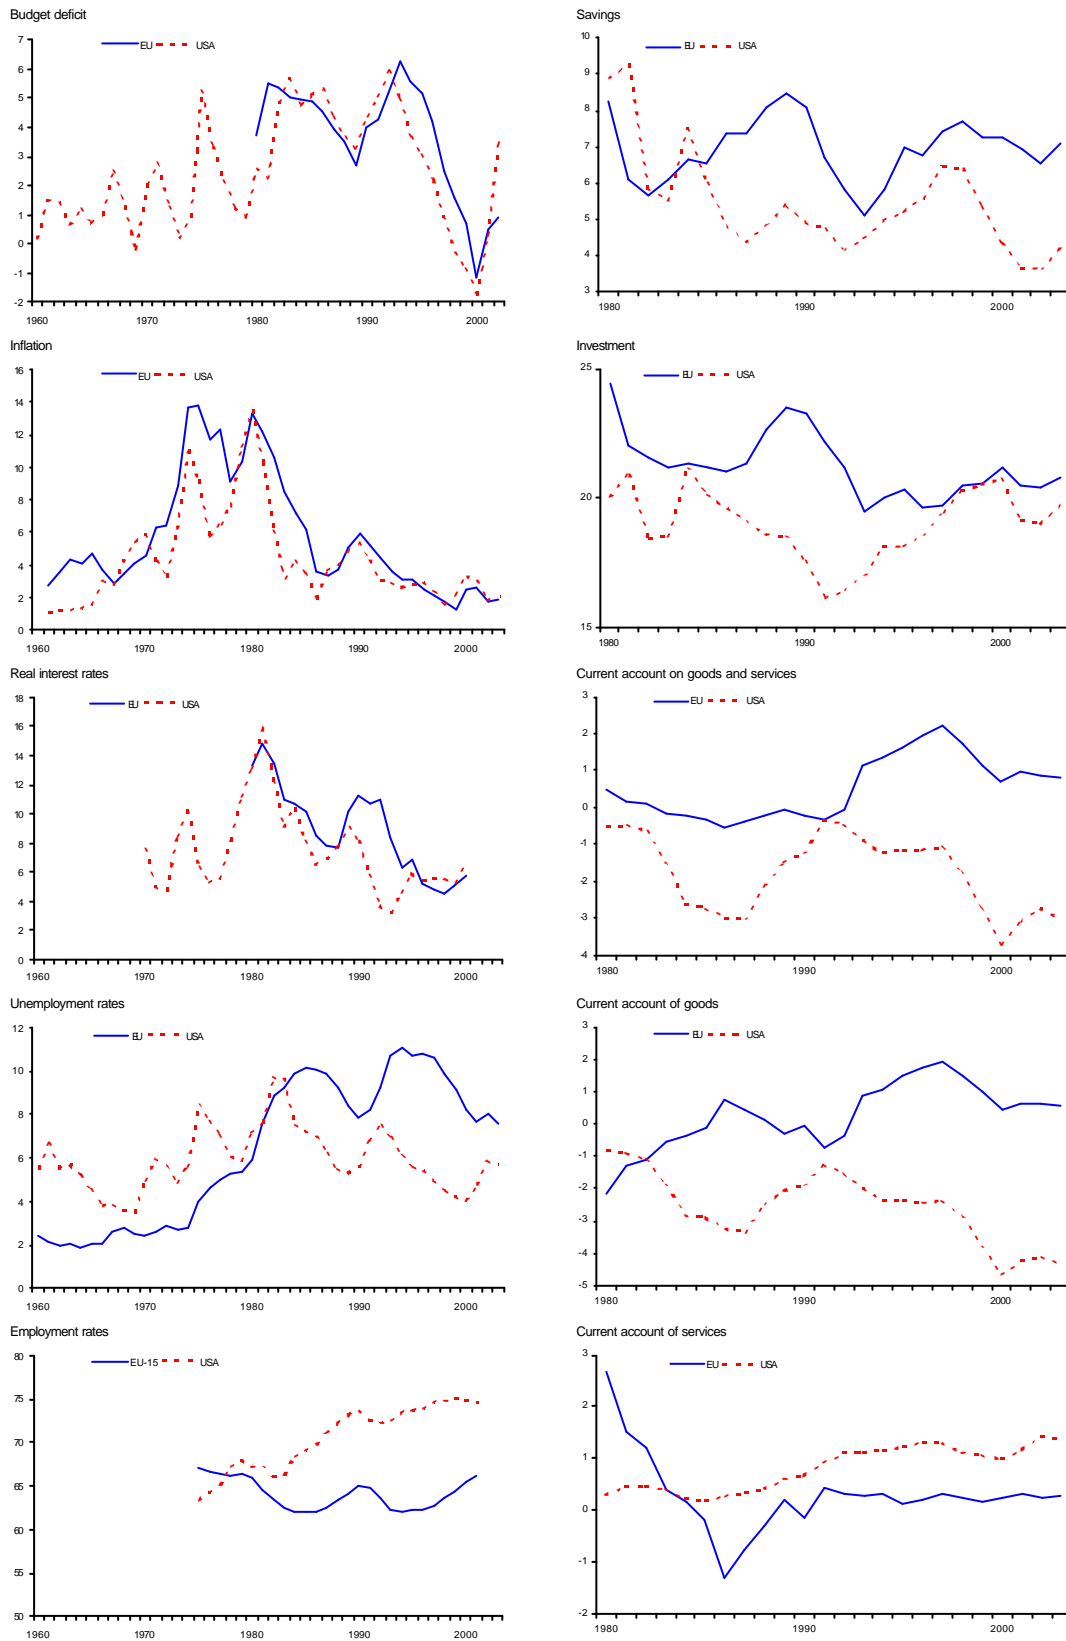 Budget deficit
EU USA
7
6
5
4
3
2
1
0
-1
-2
1960 1970 1980 1990 2000
Savings
EU USA
10
9
8
7
6
5
4
3
1980 1990 2000
Inflation
EU USA
16
14
12
10
8
6
4
2
0
1960 1970 1980 1990 2000
Investment
EU USA
25
20
15
1980 1990 2000
Real interest rates
EU USA
18
16
14
12
10
8
6
4
2
0
1960 1970 1980 1990 2000
Current account on goods and services
EU USA
3
2
1
0
-1
-2
-3
-4
1980 1990 2000
Unemployment rates
EU USA
12
10
8
6
4
2
0
1960 1970 1980 1990 2000
Current account of goods
EU USA
3
2
1
0
-1
-2
-3
-4
-5
1980 1990 2000
Employment rates
EU-15 USA
80
75
70
65
60
55
50
1960 1970 1980 1990 2000
Current account of services
EU USA
3
2
1
0
-1
-2
1980 1990 2000